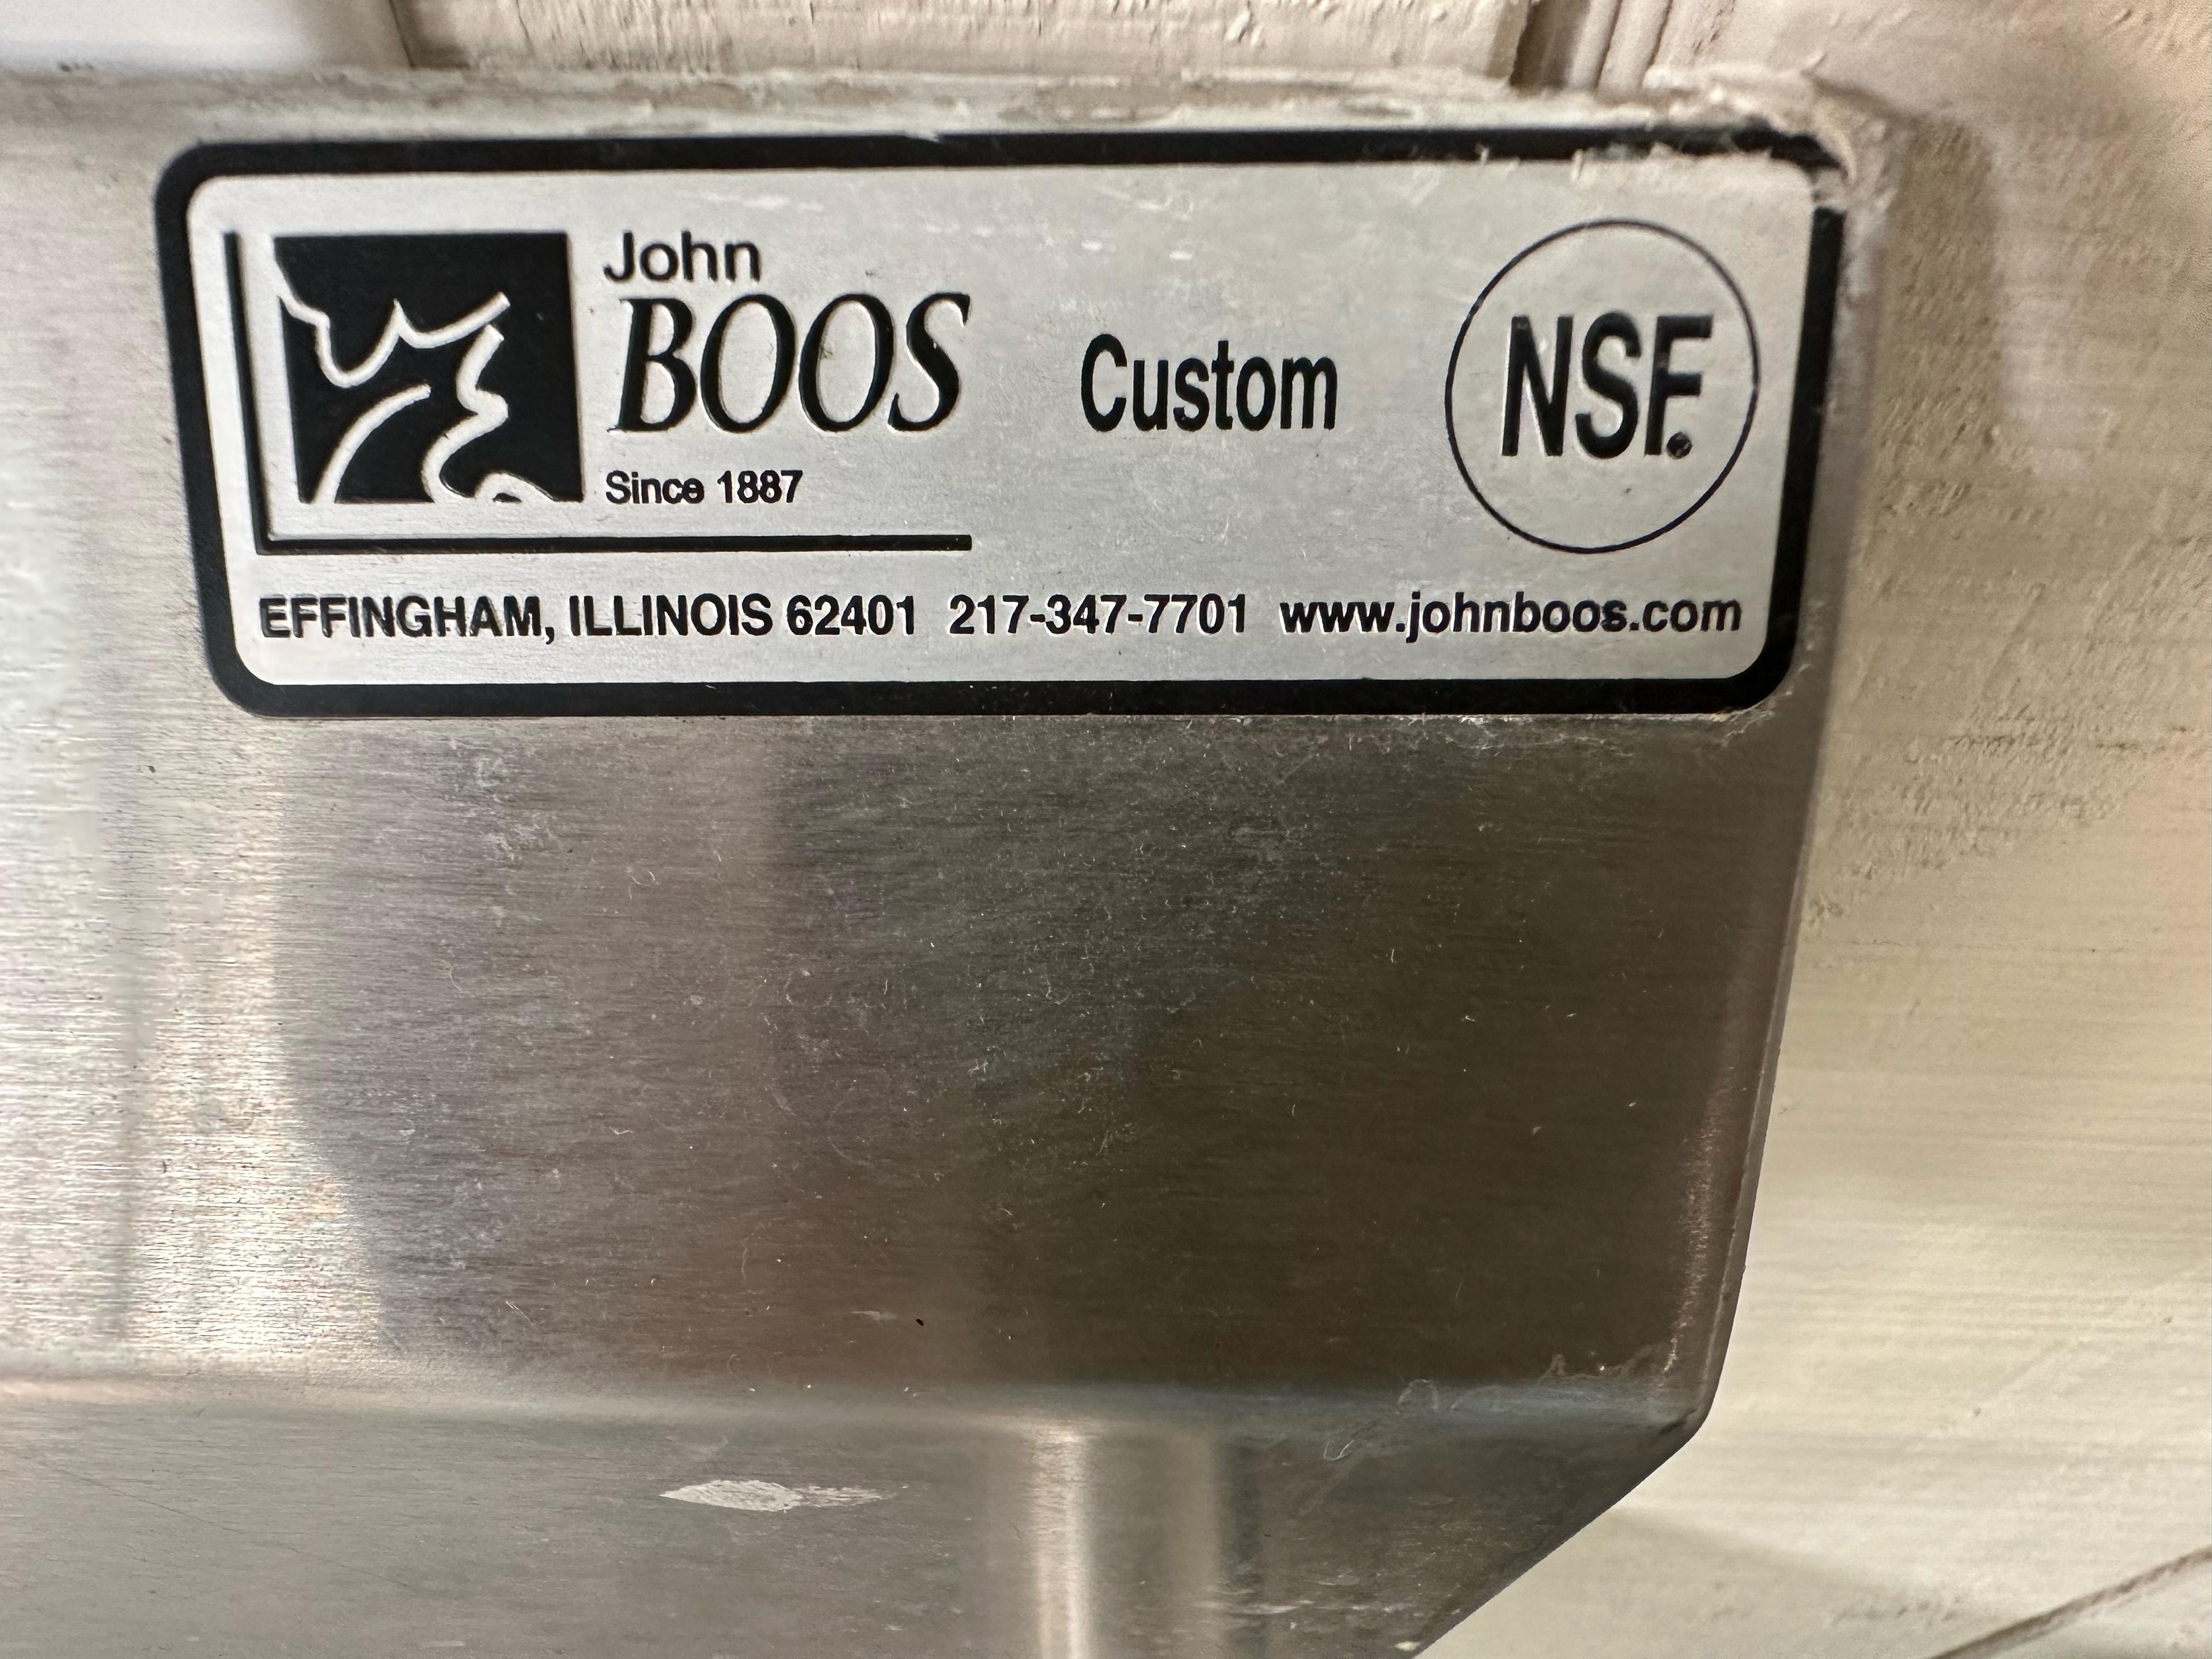 John
BOOS
Since 1887
Custom
NSF.
EFFINGHAM, ILLINOIS 62401 217-347-7701 www.johnboos.com